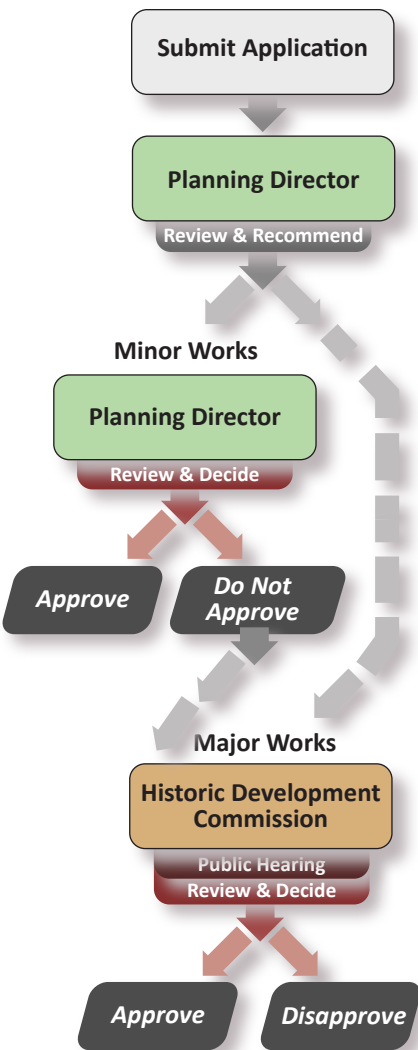 Submit Application
Planning Director
Review & Recommend
Minor Works
Planning Director
Review & Decide
Approve
Do Not
Approve
Major Works
Historic Development
Commission
Public Hearing
Review & Decide
Approve
Disapprove